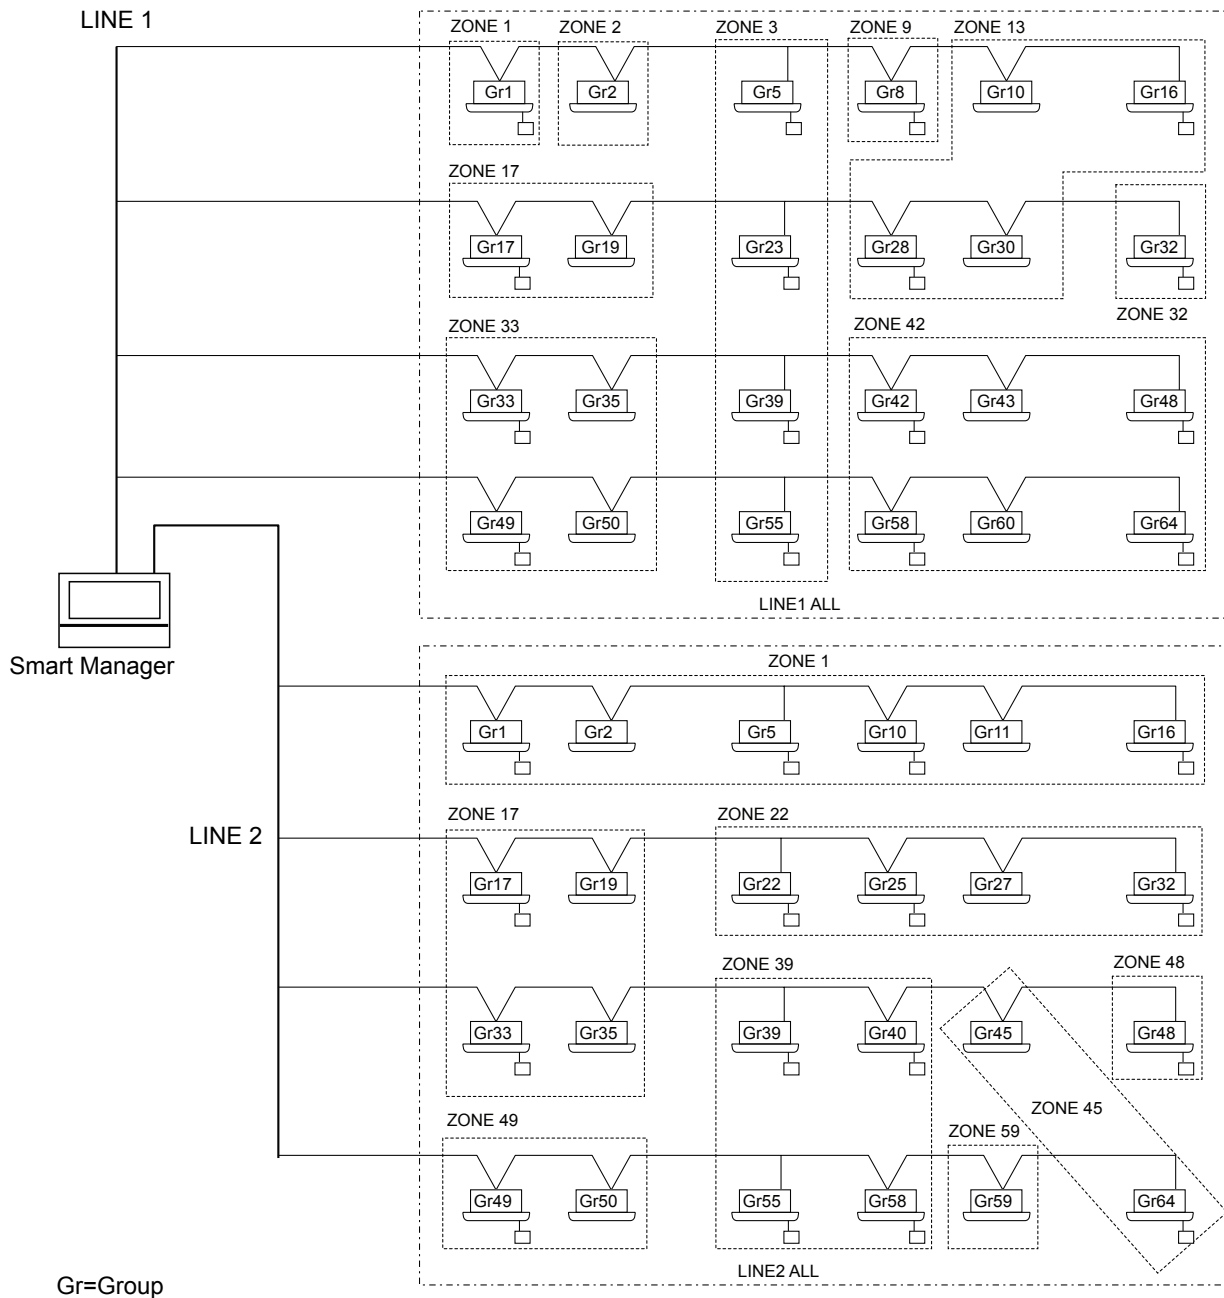 LINE 1
ZONE 1 ZONE 2 ZONE 3 ZONE 9 ZONE 13
Gr1 Gr2 Gr5 Gr8 Gr10 Gr16
ZONE 17
Gr17 Gr19 Gr23 Gr28 Gr30 Gr32
ZONE 32
ZONE 33 ZONE 42
Gr33 Gr35 Gr39 Gr42 Gr43 Gr48
Gr49 Gr50 Gr55 Gr58 Gr60 Gr64
LINE1 ALL
Smart Manager
ZONE 1
Gr1 Gr2 Gr5 Gr10 Gr11 Gr16
LINE 2
ZONE 17 ZONE 22
Gr17 Gr19 Gr22 Gr25 Gr27 Gr32
ZONE 39 ZONE 48
Gr33 Gr35 Gr39 Gr40 Gr45 Gr48
ZONE 45
ZONE 49 ZONE 59
Gr49 Gr50 Gr55 Gr58 Gr59 Gr64
LINE2 ALL
Gr=Group